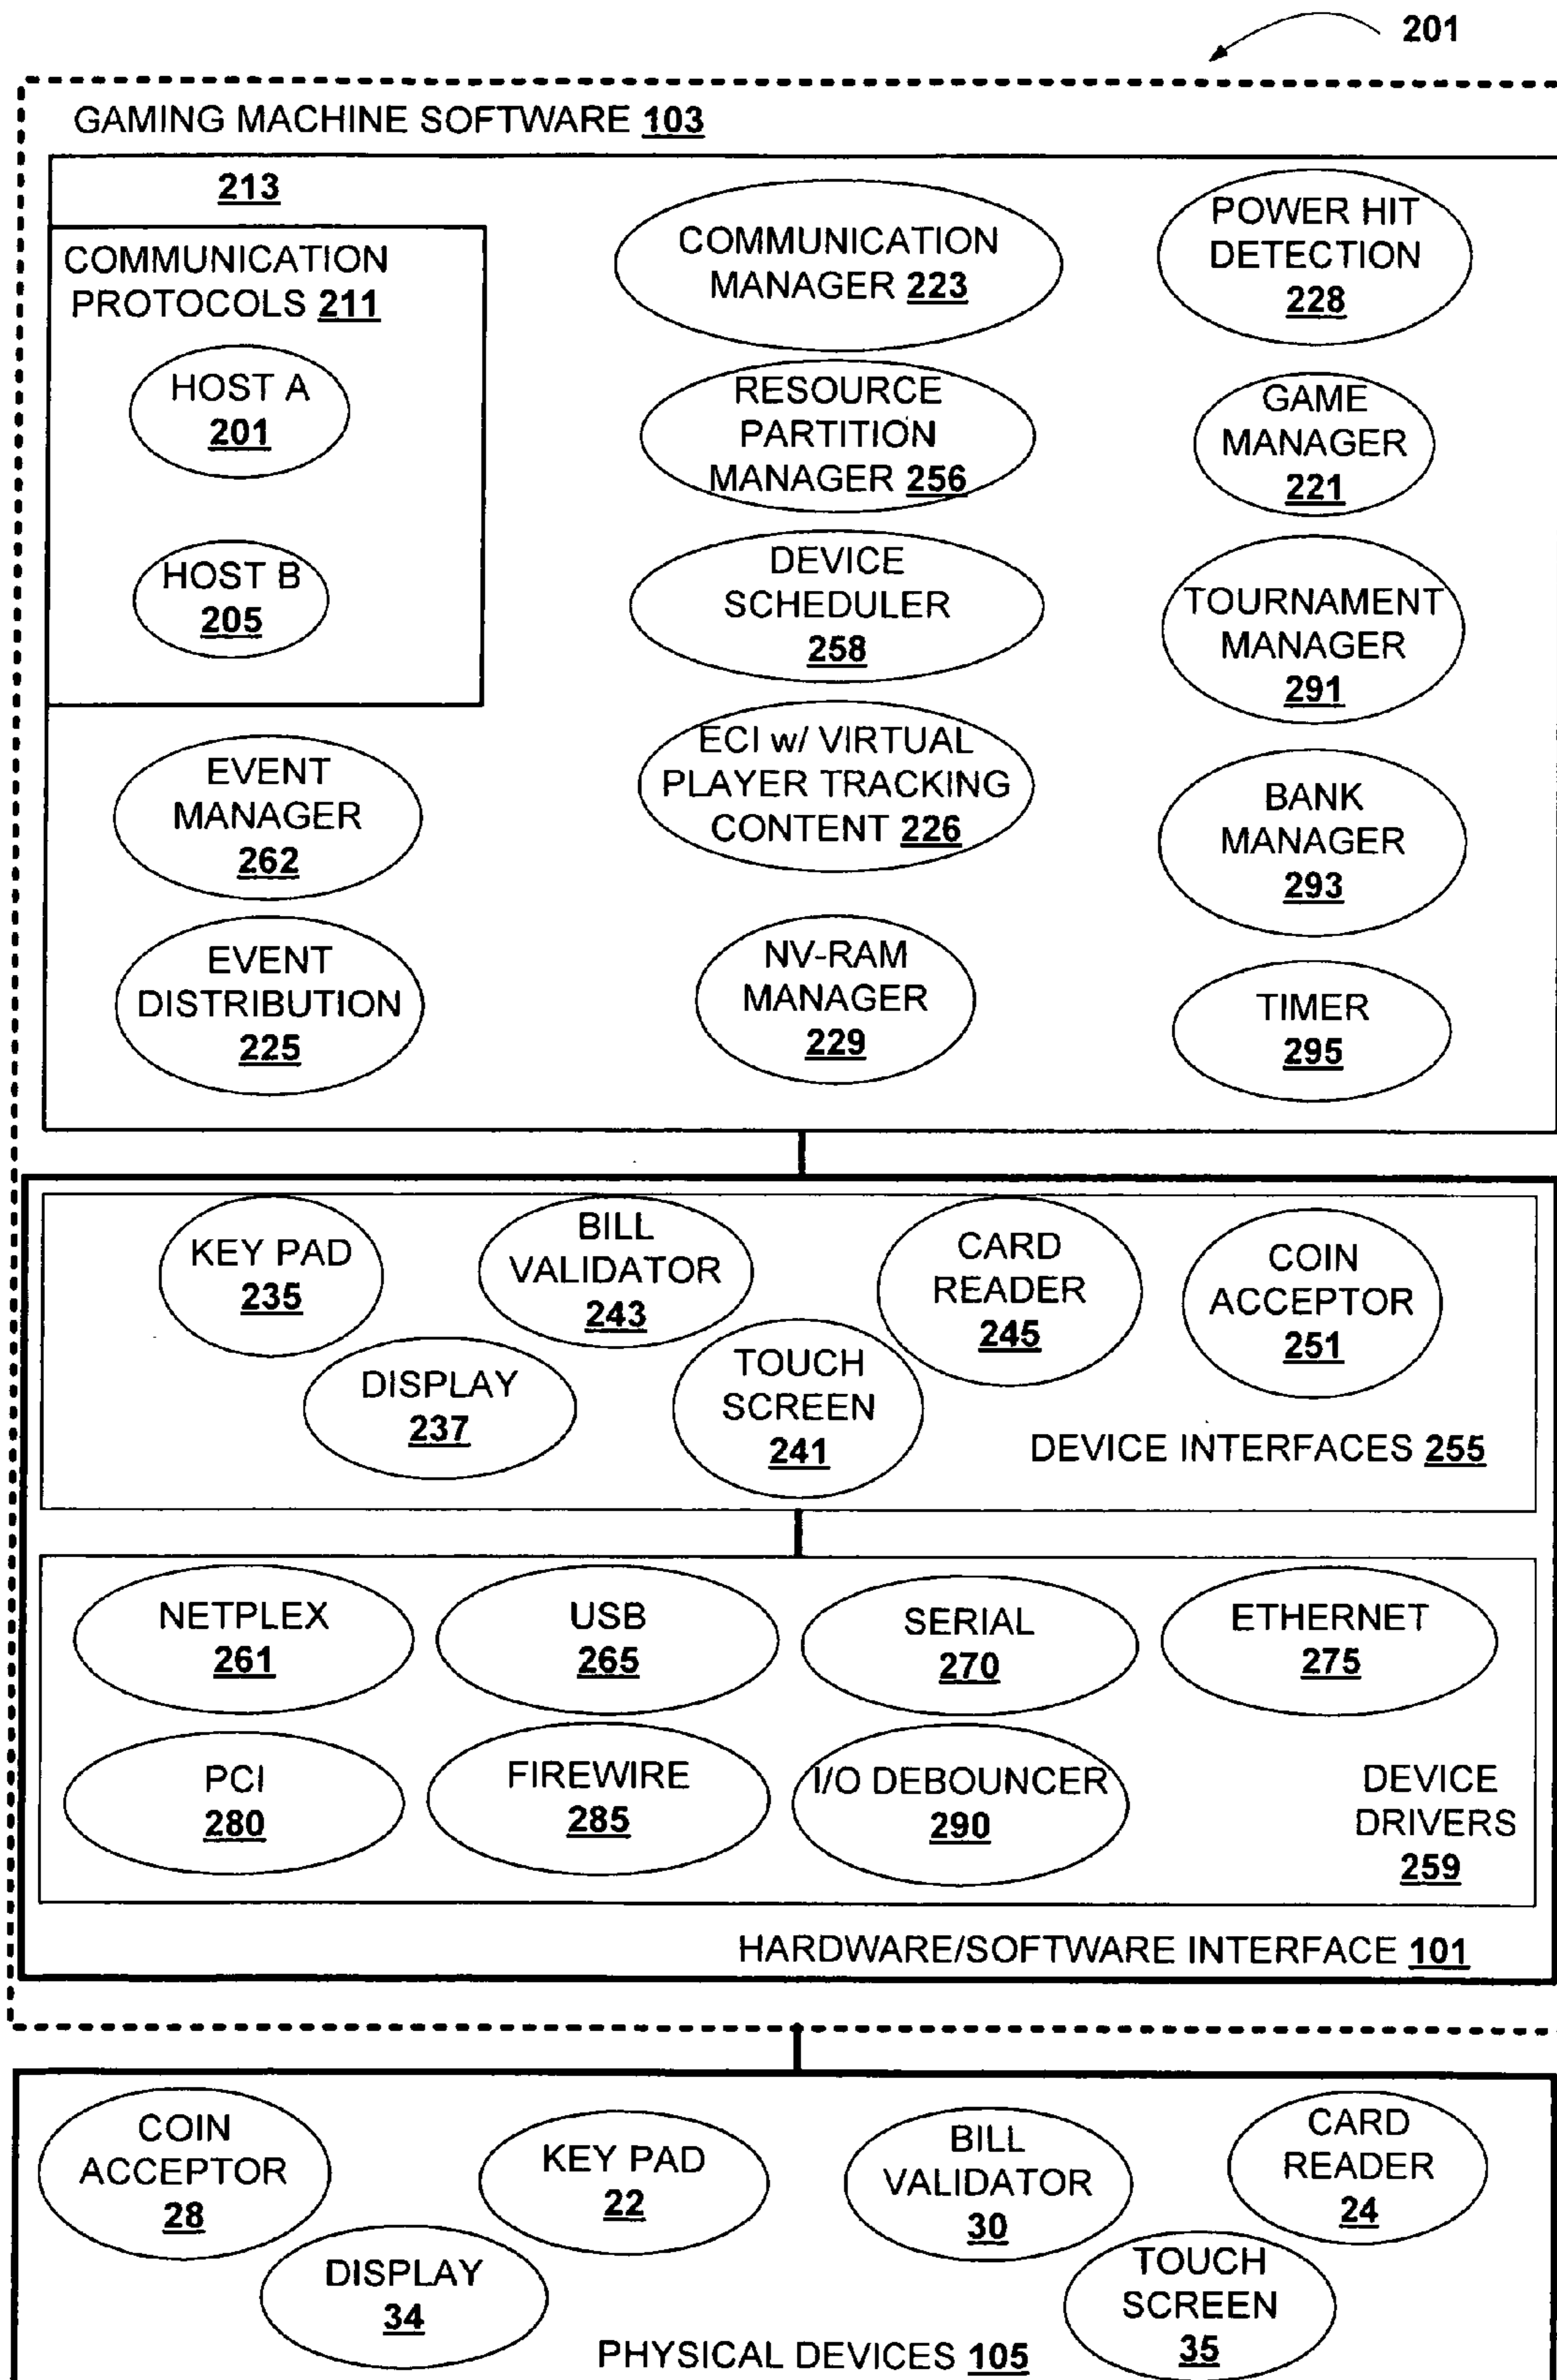 201
GAMING MACHINE SOFTWARE 103
213
COMMUNICATION
PROTOCOLS 211
HOST A
201
HOST B
205
COMMUNICATION
MANAGER 223
POWER HIT
DETECTION
228
RESOURCE
PARTITION
MANAGER 256
GAME
MANAGER
221
DEVICE
SCHEDULER
258
TOURNAMENT
MANAGER
291
EVENT
MANAGER
262
ECI w/ VIRTUAL
PLAYER TRACKING
CONTENT 226
BANK
MANAGER
293
EVENT
DISTRIBUTION
225
NV-RAM
MANAGER
229
TIMER
295
KEY PAD
235
BILL
VALIDATOR
243
CARD
READER
245
COIN
ACCEPTOR
251
DISPLAY
237
TOUCH
SCREEN
241
DEVICE INTERFACES 255
NETPLEX
261
USB
265
SERIAL
270
ETHERNET
275
PCI
280
FIREWIRE
285
I/O DEBOUNCER
290
DEVICE
DRIVERS
259
HARDWARE/SOFTWARE INTERFACE 101
COIN
ACCEPTOR
28
KEY PAD
22
BILL
VALIDATOR
30
CARD
READER
24
DISPLAY
34
TOUCH
SCREEN
35
PHYSICAL DEVICES 105